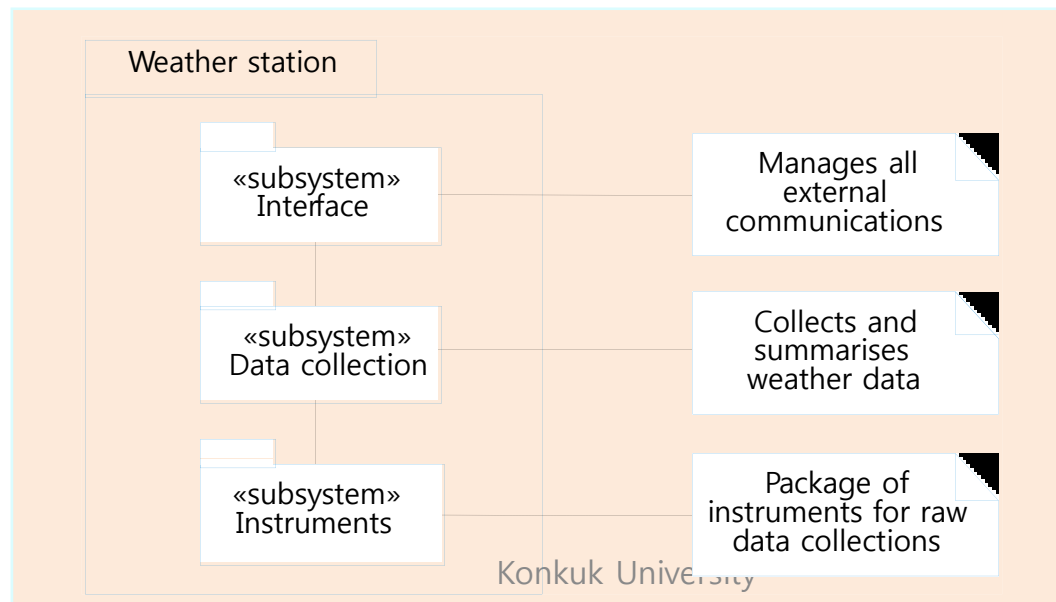 Weather station
«subsystem»
Interface
Manages all
external
communications
«subsystem»
Data collection
Collects and
summarises
weather data
«subsystem»
Instruments
Package of
instruments for raw
data collections
Konkuk University